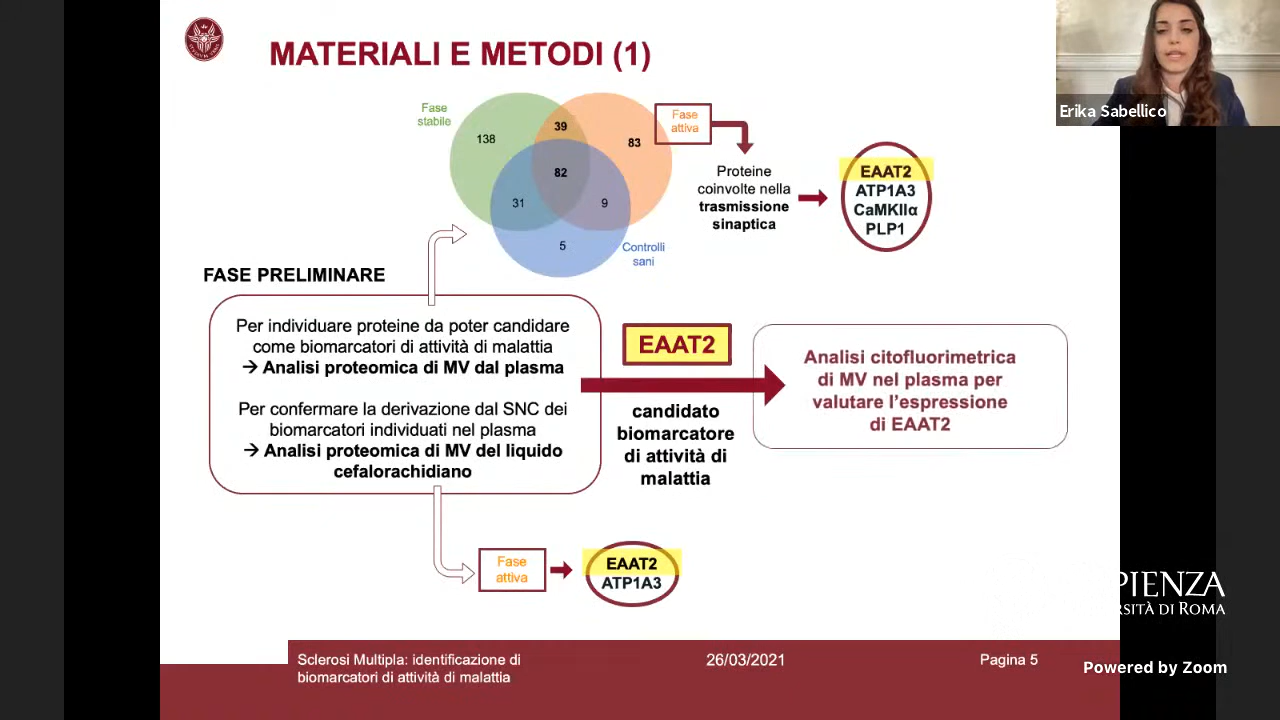 MATERIALI E METODI (1)
Erika Sabellico
Fase
stabile
138
39
83
82
31
9
5
Controlli
sani
Fase
attiva
Proteine
coinvolte nella
trasmissione
sinaptica
EAAT2
ATP1A3
CaMKIIα
PLP1
FASE PRELIMINARE
Per individuare proteine da poter candidare
come biomarcatori di attività di malattia
→ Analisi proteomica di MV dal plasma
Per confermare la derivazione dal SNC dei
biomarcatori individuati nel plasma
→ Analisi proteomica di MV del liquido
cefalorachidiano
EAAT2
candidato
biomarcatore
di attività di
malattia
Analisi citofluorimetrica
di MV nel plasma per
valutare l’espressione
di EAAT2
Fase
attiva
EAAT2
ATP1A3
PIENZA
RSITÀ DI ROMA
Sclerosi Multipla: identificazione di
biomarcatori di attività di malattia
26/03/2021
Pagina 5
Powered by Zoom